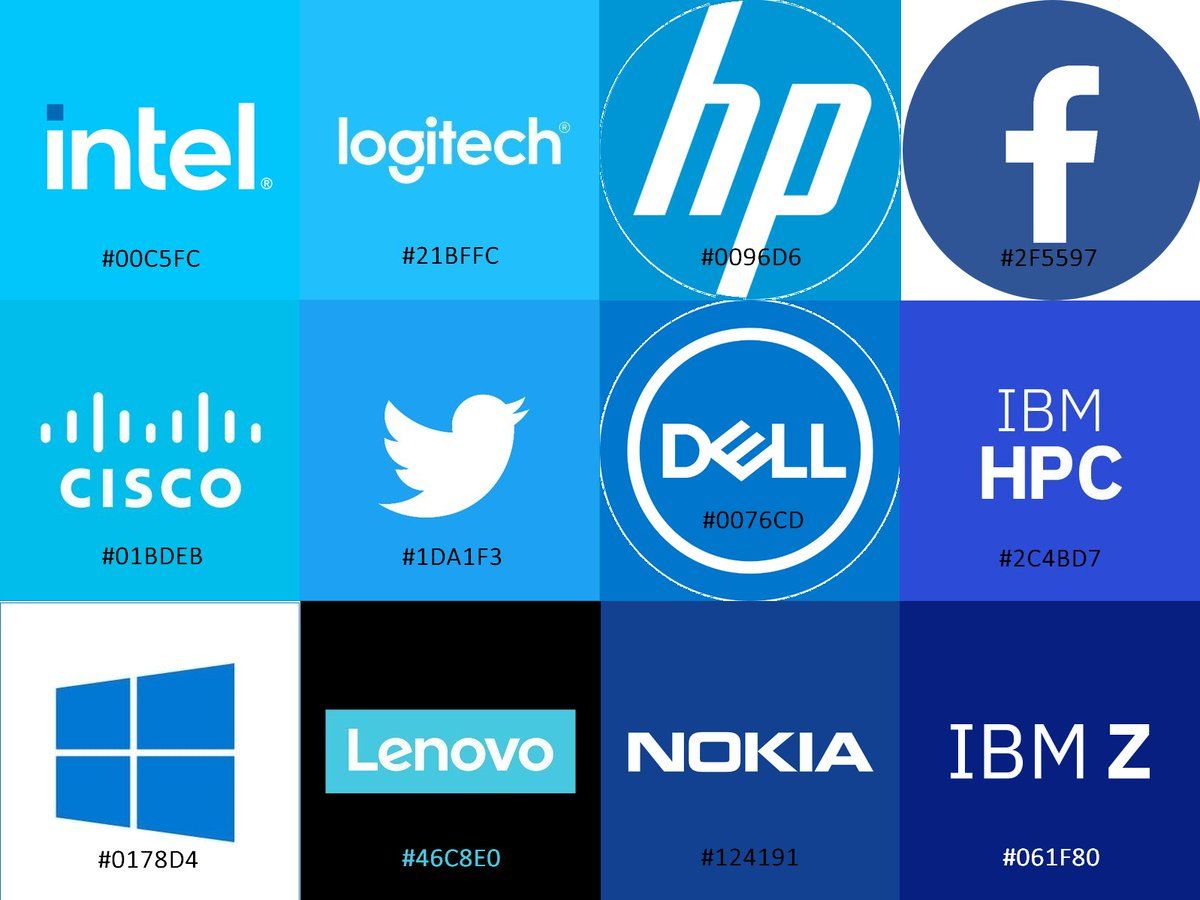 intel®
#00C5FC
logitech®
#21BFFC
hp
#0096D6
f
#2F5597
CISCO
#01BDEB
#1DA1F3
DELL
#0076CD
IBM
HPC
#2C4BD7
#0178D4
Lenovo
#46C8E0
NOKIA
#124191
IBM Z
#061F80